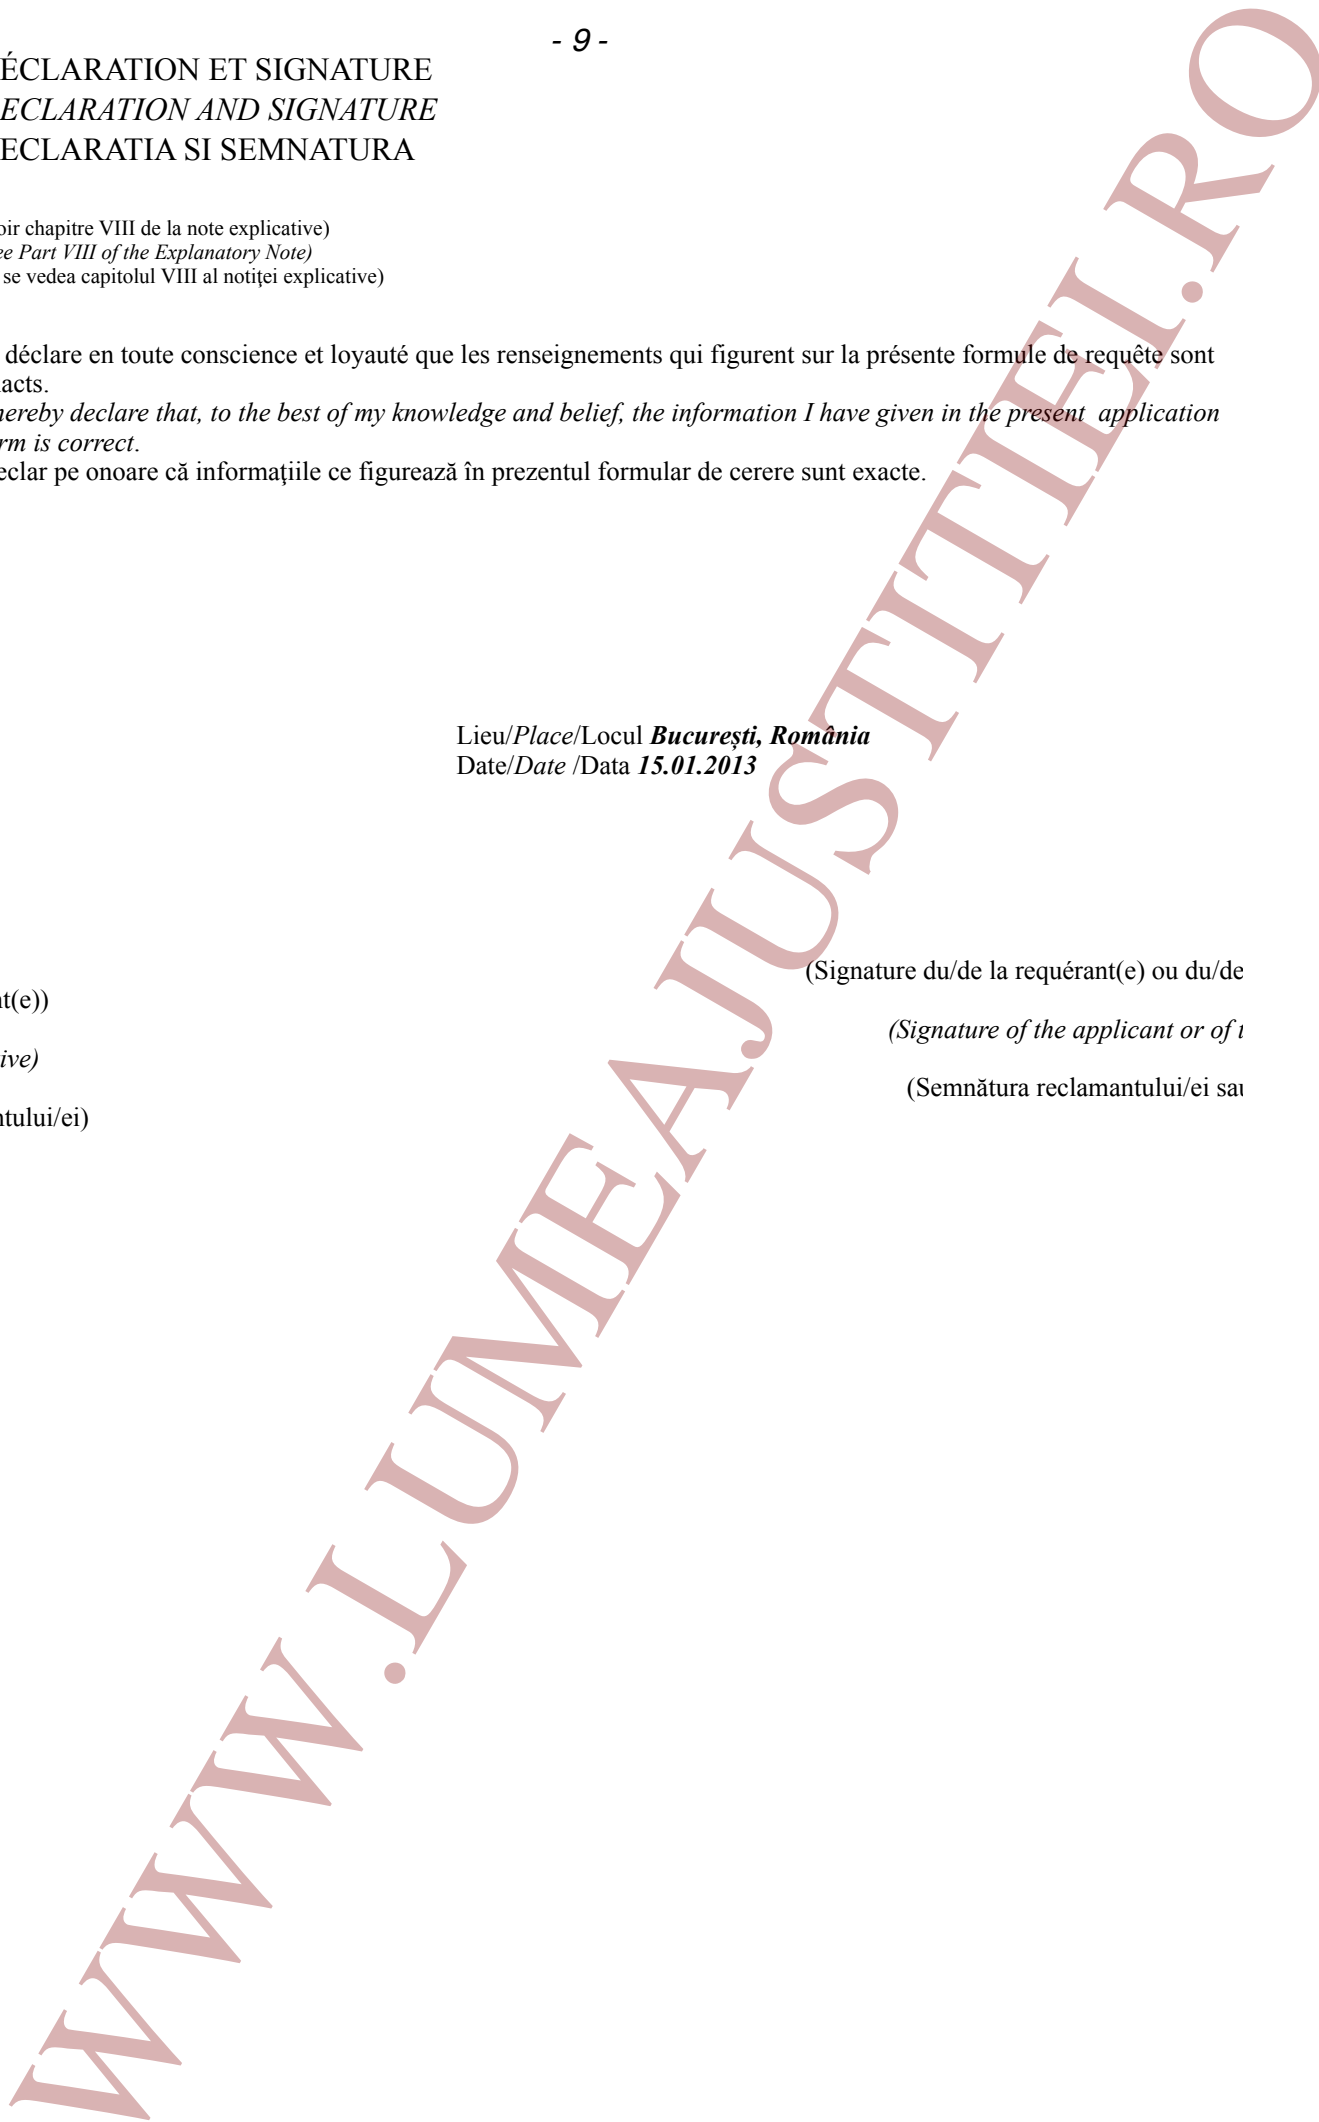 - 9 -
ÉCLARATION ET SIGNATURE
ECLARATION AND SIGNATURE
ECLARATIA SI SEMNATURA
oir chapitre VIII de la note explicative)
ee Part VIII of the Explanatory Note)
se vedea capitolul VIII al notiţei explicative)
déclare en toute conscience et loyauté que les renseignements qui figurent sur la présente formule de requête sont
acts.
hereby declare that, to the best of my knowledge and belief, the information I have given in the present application
rm is correct.
eclar pe onoare că informaţiile ce figurează în prezentul formular de cerere sunt exacte.
Lieu/Place/Locul București, România
Date/Date /Data 15.01.2013
(Signature du/de la requérant(e) ou du/de
nt(e))
(Signature of the applicant or of t
tive)
(Semnătura reclamantului/ei sau
ntului/ei)
WWW.LUMEAJUSTITIEI.RO